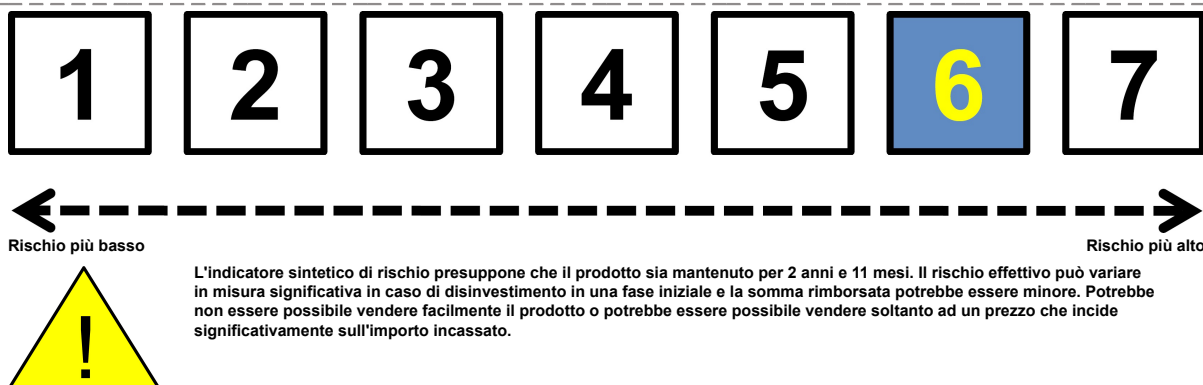 1 2 3 4 5 6 7
Rischio più basso Rischio più alto
L'indicatore sintetico di rischio presuppone che il prodotto sia mantenuto per 2 anni e 11 mesi. Il rischio effettivo può variare
in misura significativa in caso di disinvestimento in una fase iniziale e la somma rimborsata potrebbe essere minore. Potrebbe
non essere possibile vendere facilmente il prodotto o potrebbe essere possibile vendere soltanto ad un prezzo che incide
significativamente sull'importo incassato.
!